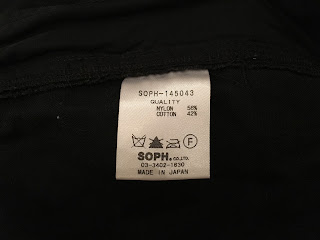 SOPH-145043
QUALITY
NYLON 58%
COTTON 42%
F
SOPH.CO.,LTD.
03-3402-1630
MADE IN JAPAN